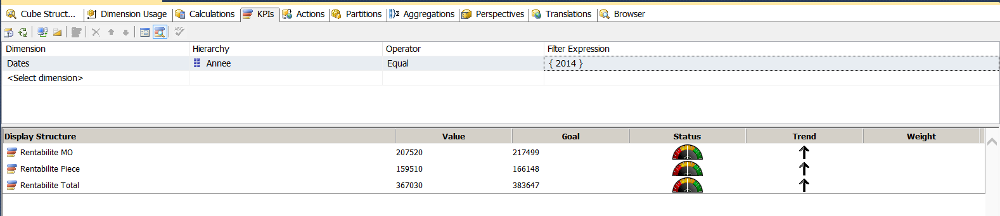 Cube Struct... Dimension Usage Calculations KPIs Actions Partitions Aggregations Perspectives Translations Browser
ABC
Dimension Hierarchy Operator Filter Expression
Dates Annee Equal { 2014 }
<Select dimension>
Display Structure Value Goal Status Trend Weight
Rentabilite MO 207520 217499
Rentabilite Piece 159510 166148
Rentabilite Total 367030 383647